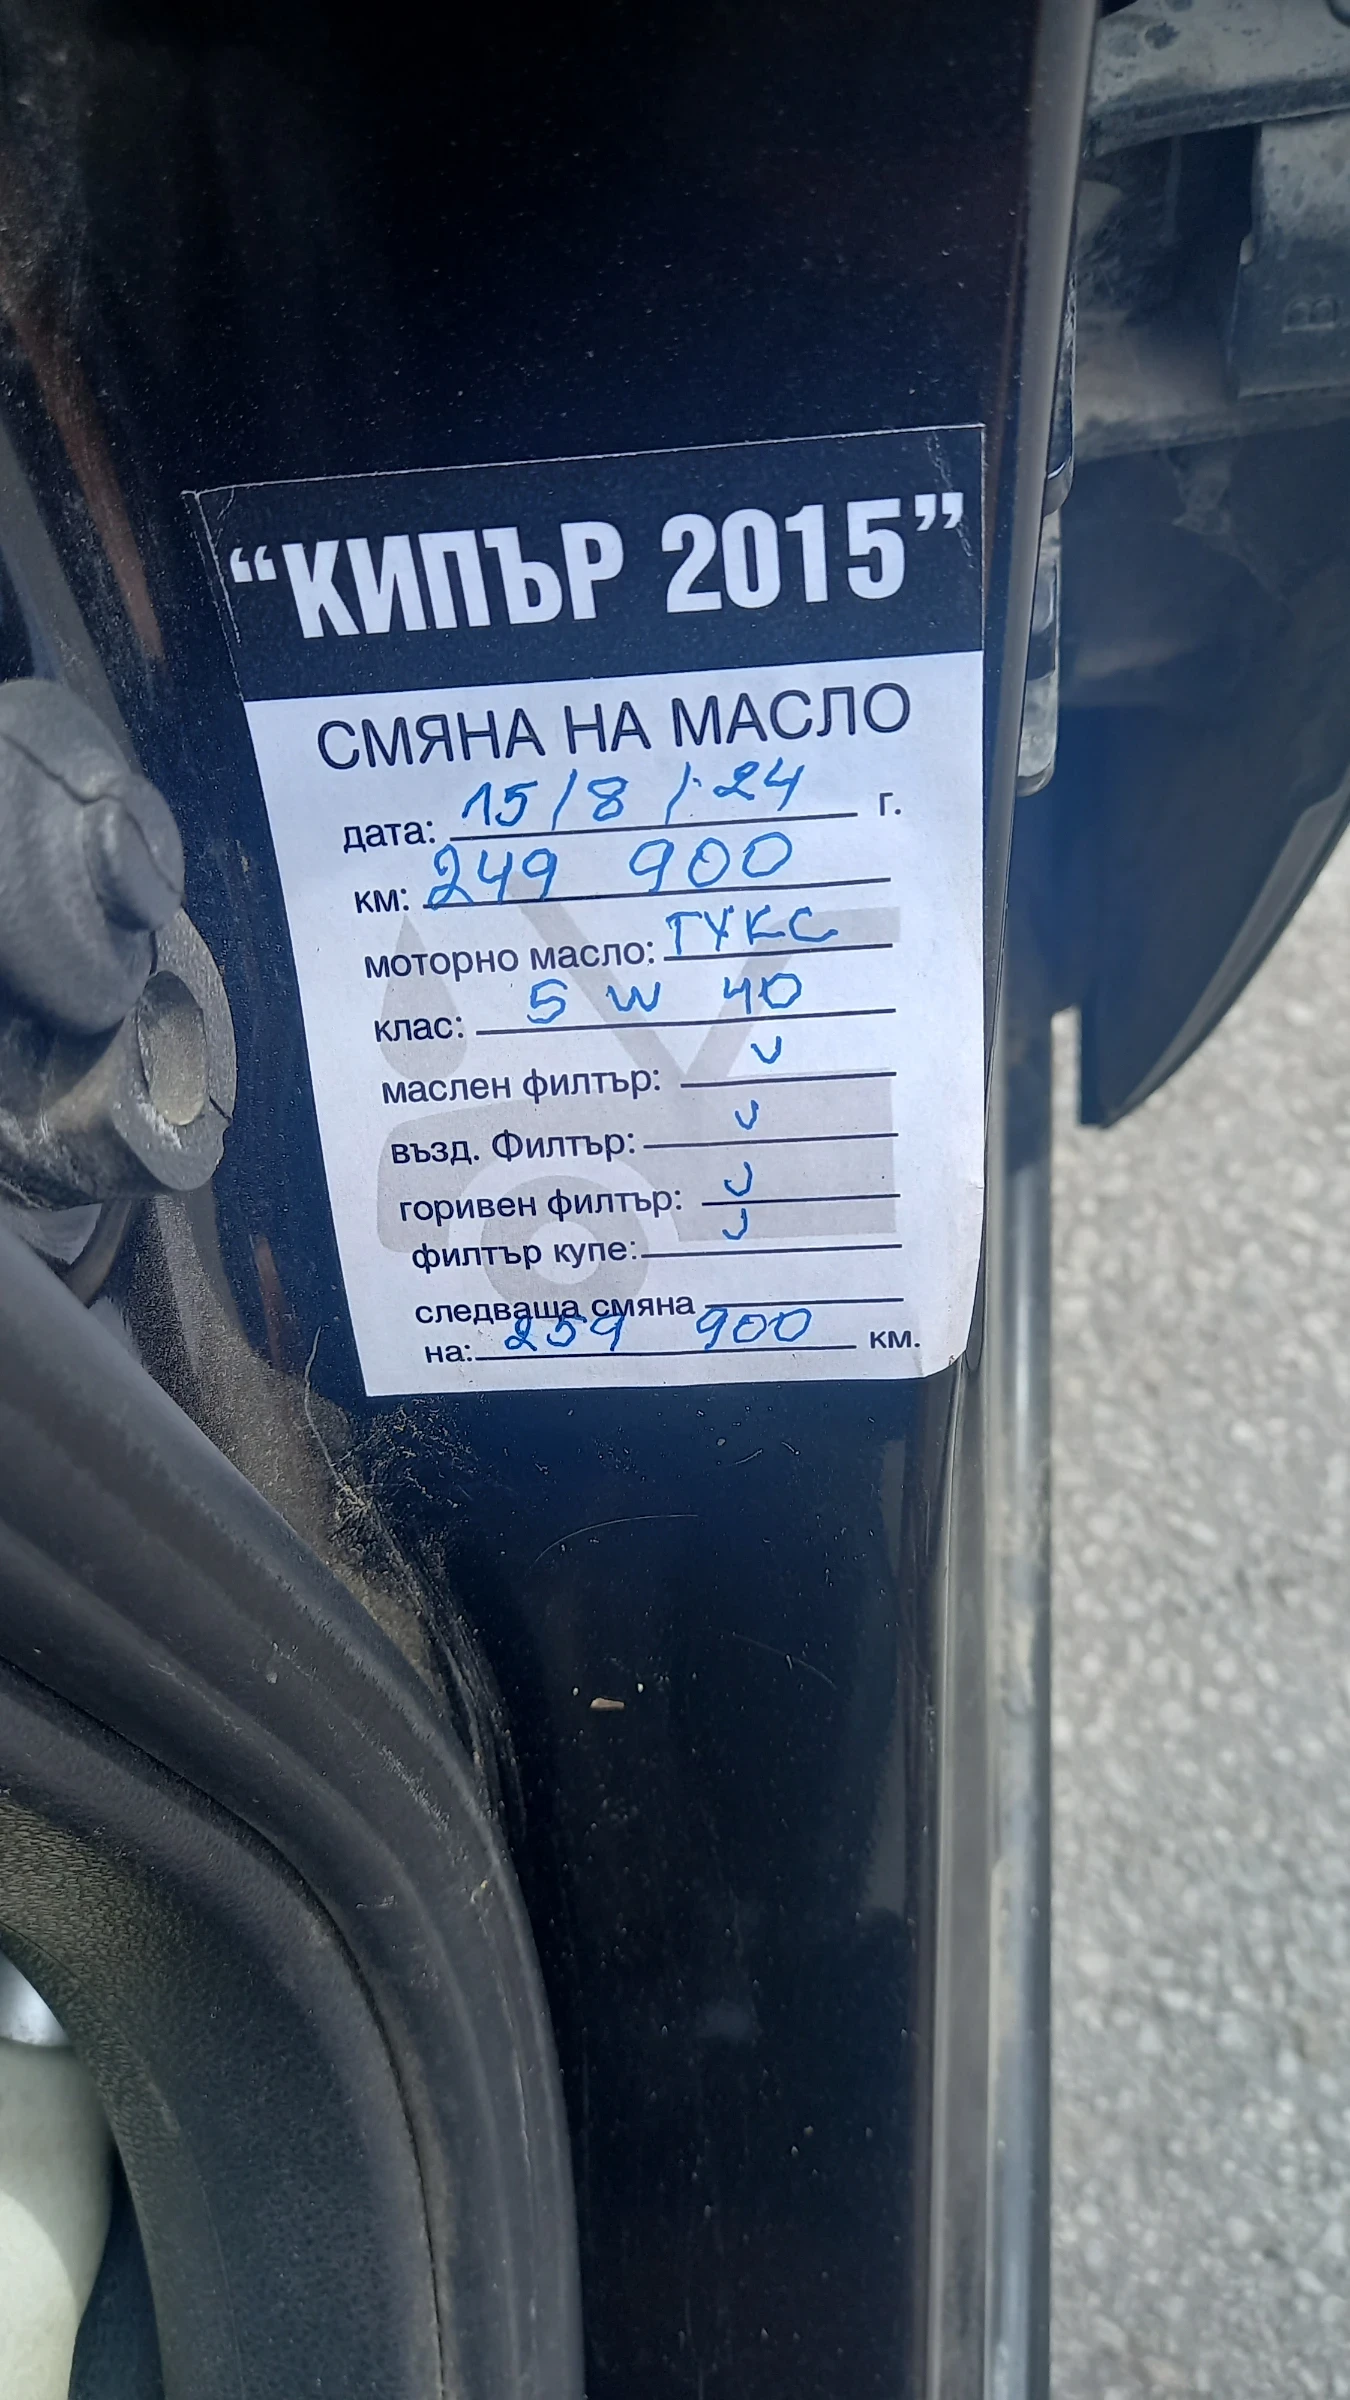 “КИПЪР 2015”
СМЯНА НА МАСЛО
дата: 15/8/24 г.
км: 249 900
моторно масло: ГУКС
клас: 5 W 40
маслен филтър: v
възд. Филтър: v
горивен филтър: v
филтър купе: v
следваща смяна
на: 259 900 км.